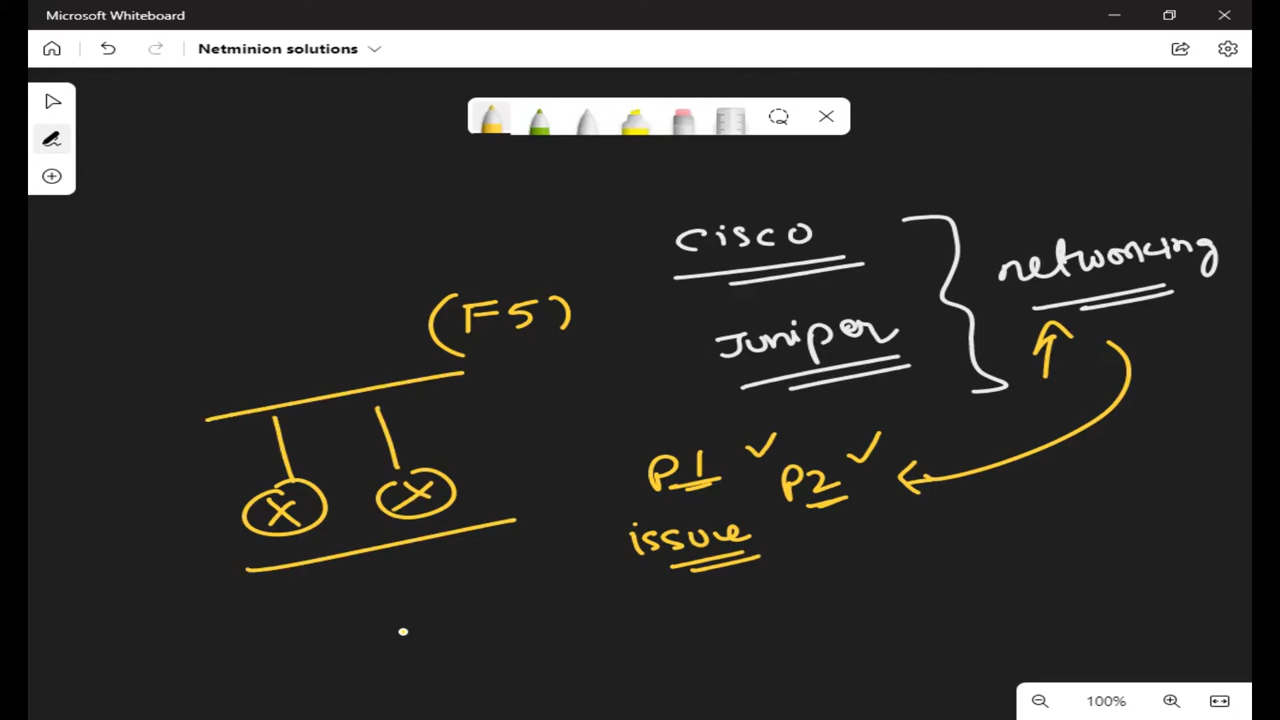 Microsoft Whiteboard
Netminion solutions
Cisco
networking
(F5)
Juniper
P1 P2
issue
X X
100%